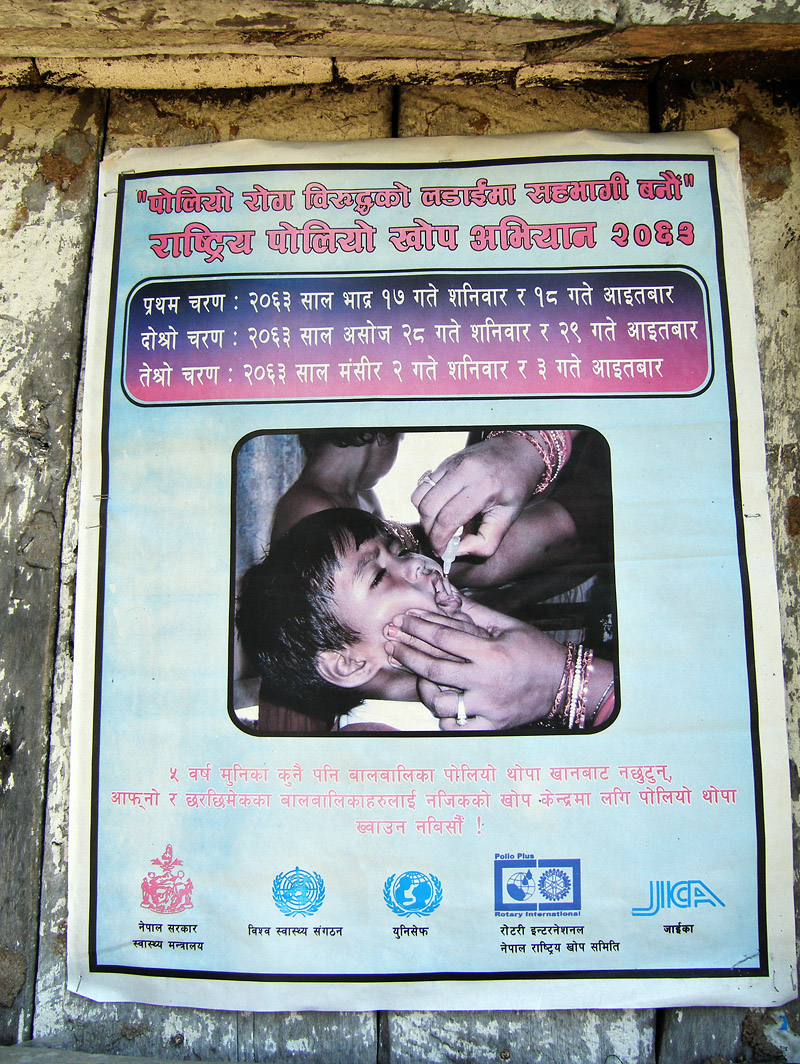 "पोलियो रोग विरुद्धको लडाईमा सहभागी बनौं"
राष्ट्रिय पोलियो खोप अभियान २०६३
प्रथम चरण : २०६३ साल भाद्र १७ गते शनिवार र १८ गते आइतबार
दोश्रो चरण : २०६३ साल असोज २८ गते शनिवार र २९ गते आइतबार
तेश्रो चरण : २०६३ साल मंसीर २ गते शनिवार र ३ गते आइतबार
५ वर्ष मुनिका कुनै पनि बालबालिका पोलियो थोपा खानबाट नछुटुन्,
आफ्नो र छरछिमेकका बालबालिकाहरुलाई नजिकको खोप केन्द्रमा लगि पोलियो थोपा
ख्वाउन नबिर्सौं !
Polio Plus
Rotary International
JICA
नेपाल सरकार
स्वास्थ्य मन्त्रालय
विश्व स्वास्थ्य संगठन
युनिसेफ
रोटरी इन्टरनेशनल
नेपाल राष्ट्रिय खोप समिति
जाईका